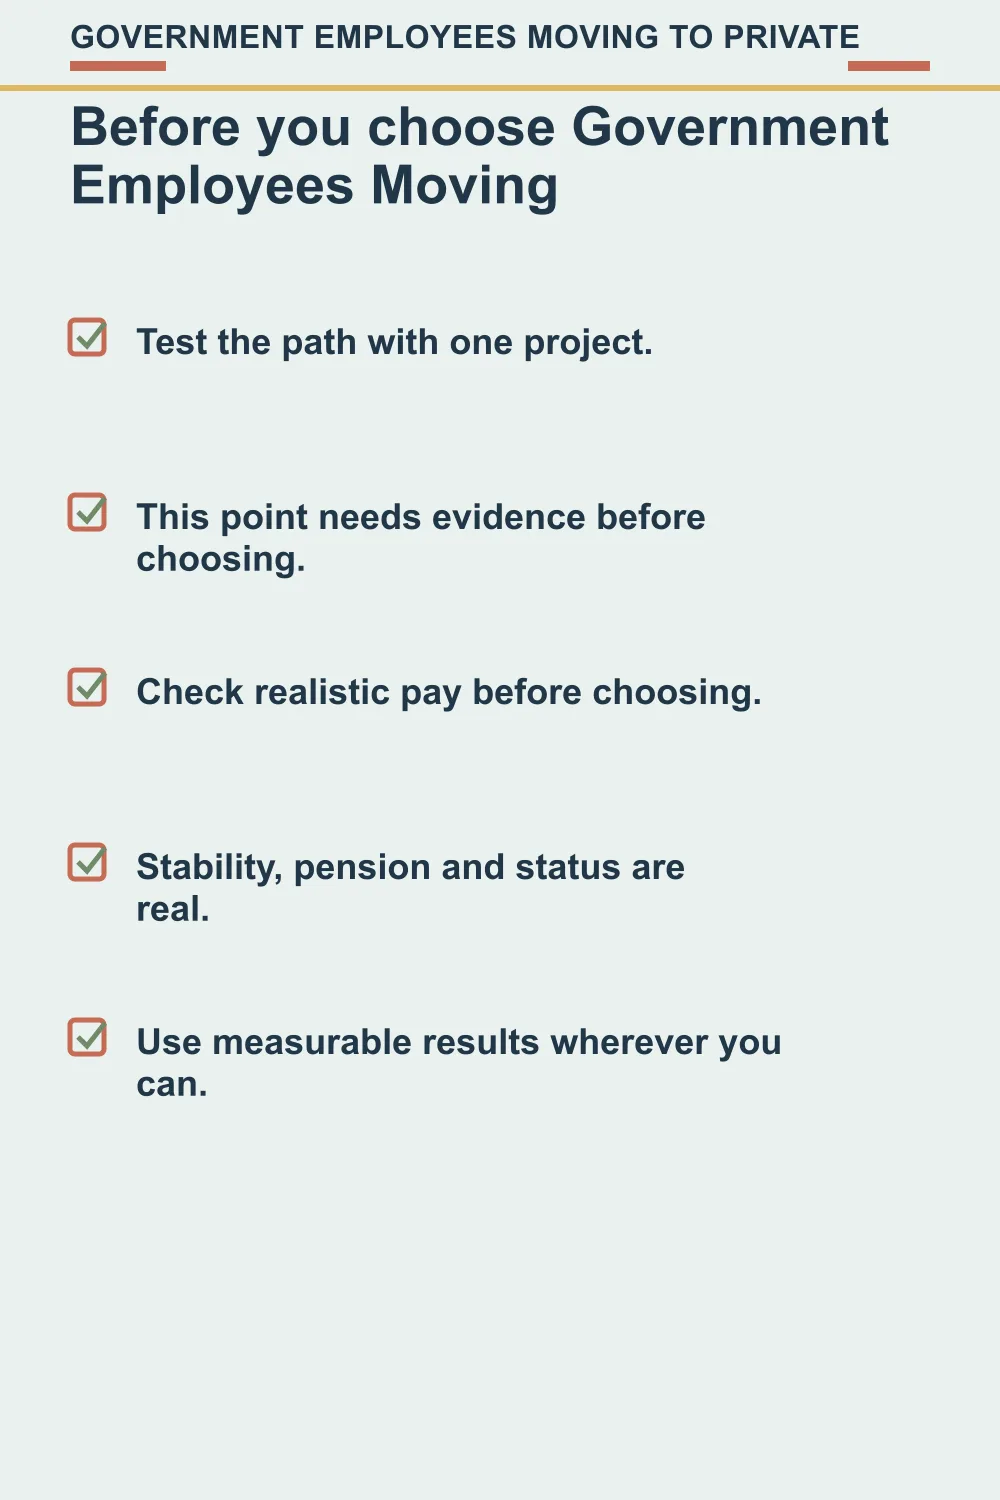 GOVERNMENT EMPLOYEES MOVING TO PRIVATE
Before you choose Government
Employees Moving
Test the path with one project.
This point needs evidence before
choosing.
Check realistic pay before choosing.
Stability, pension and status are
real.
Use measurable results wherever you
can.